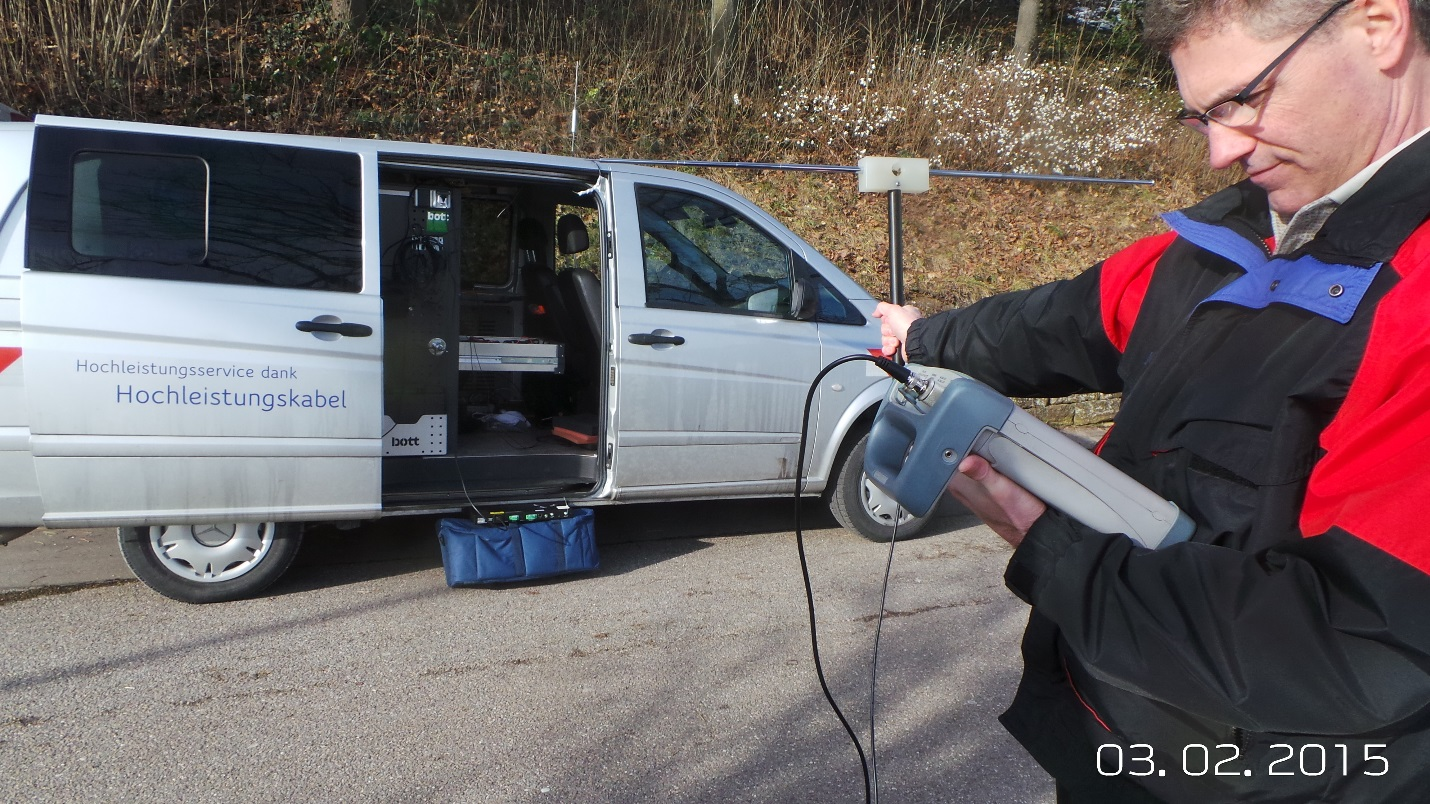 bott
Hochleistungsservice dank
Hochleistungskabel
bott
03. 02. 2015